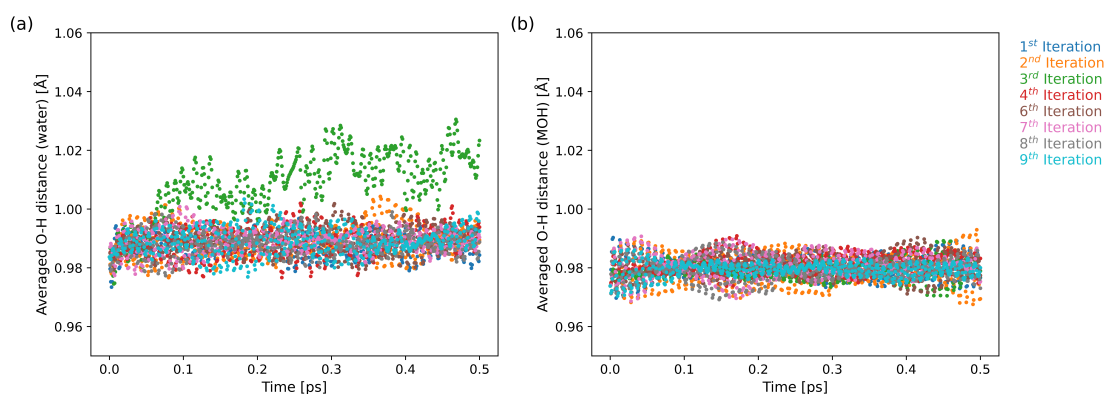 (a)
1.06
1.04
1.02
1.00
0.98
0.96
Averaged O-H distance (water) [Å]
0.0 0.1 0.2 0.3 0.4 0.5
Time [ps]
(b)
1.06
1.04
1.02
1.00
0.98
0.96
Averaged O-H distance (MOH) [Å]
0.0 0.1 0.2 0.3 0.4 0.5
Time [ps]
1st Iteration
2nd Iteration
3rd Iteration
4th Iteration
6th Iteration
7th Iteration
8th Iteration
9th Iteration